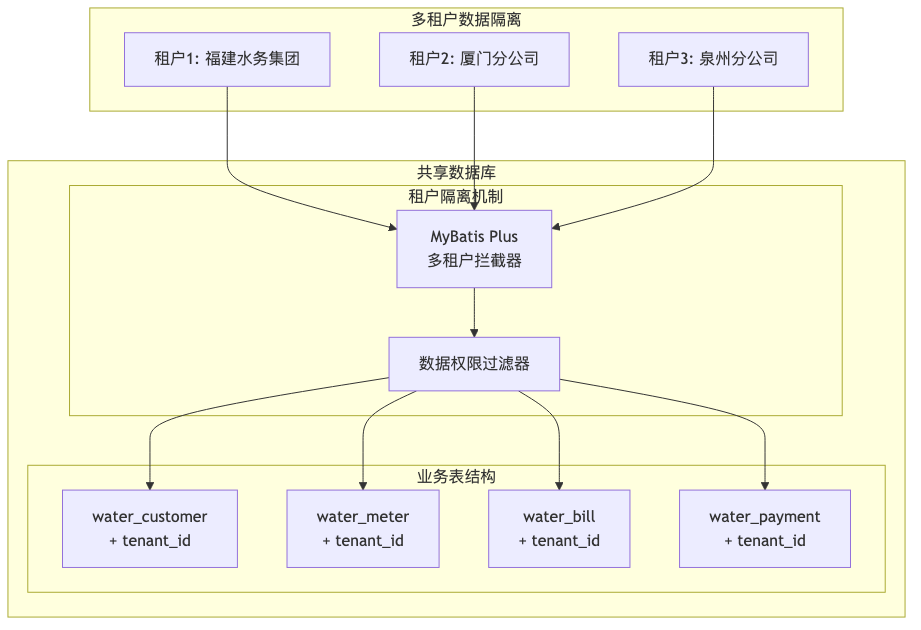 多租户数据隔离
租户1: 福建水务集团
租户2: 厦门分公司
租户3: 泉州分公司
共享数据库
租户隔离机制
MyBatis Plus
多租户拦截器
数据权限过滤器
业务表结构
water_customer
+ tenant_id
water_meter
+ tenant_id
water_bill
+ tenant_id
water_payment
+ tenant_id